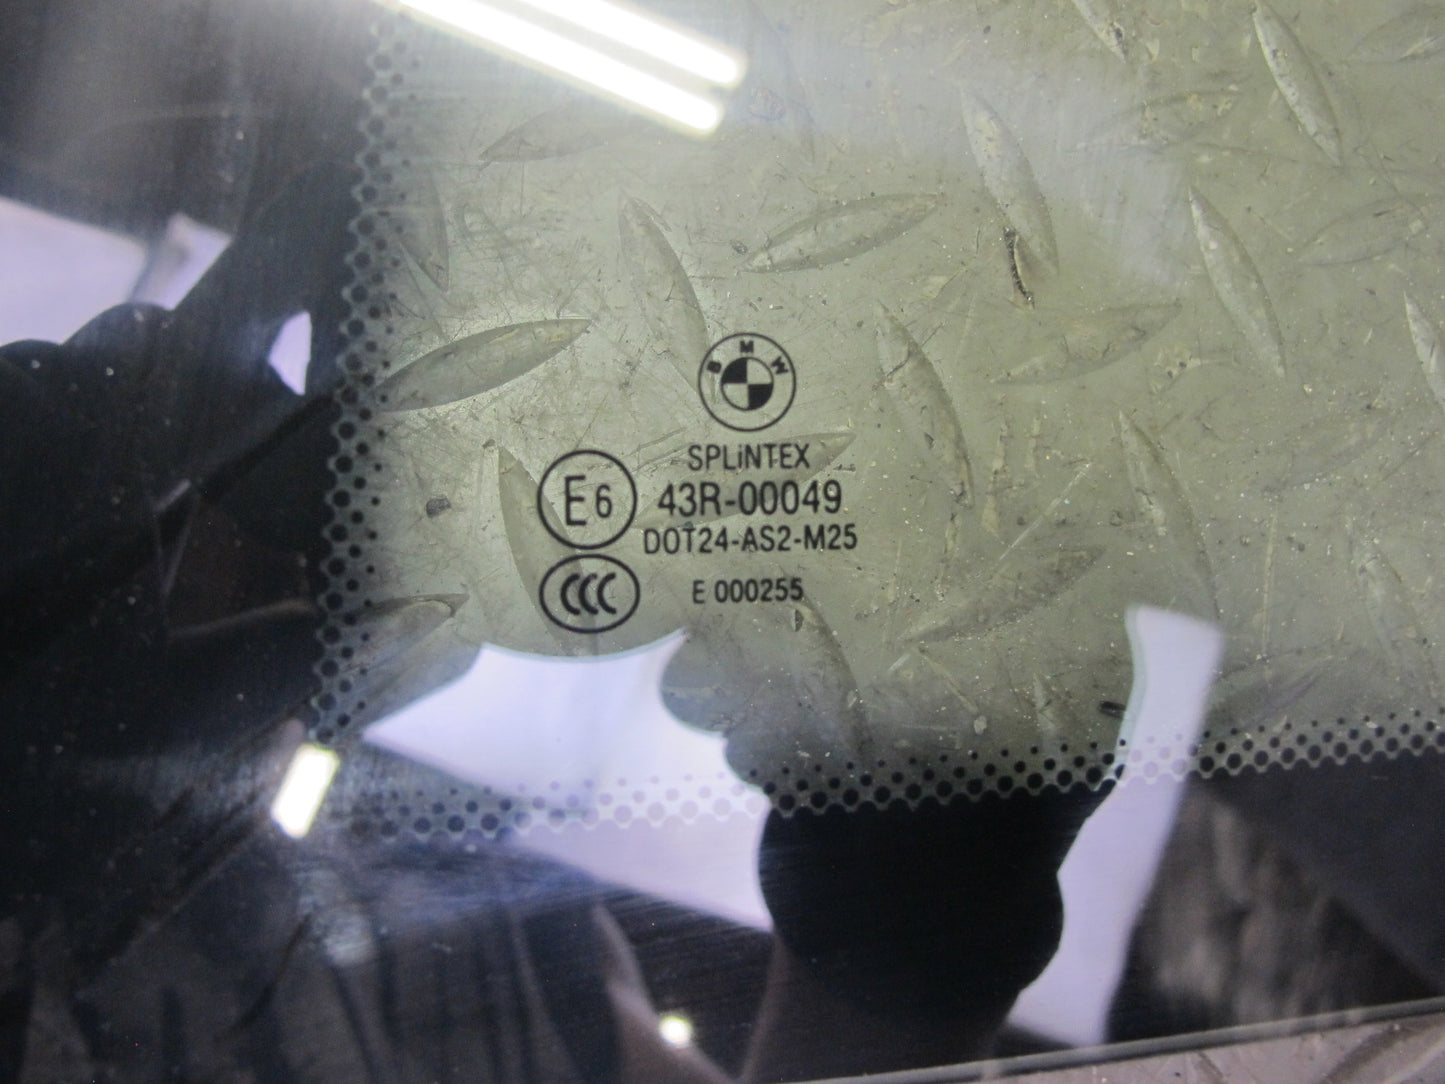 BMW
SPLiNTEX
E6 43R-00049
DOT24-AS2-M25
CCC E 000255